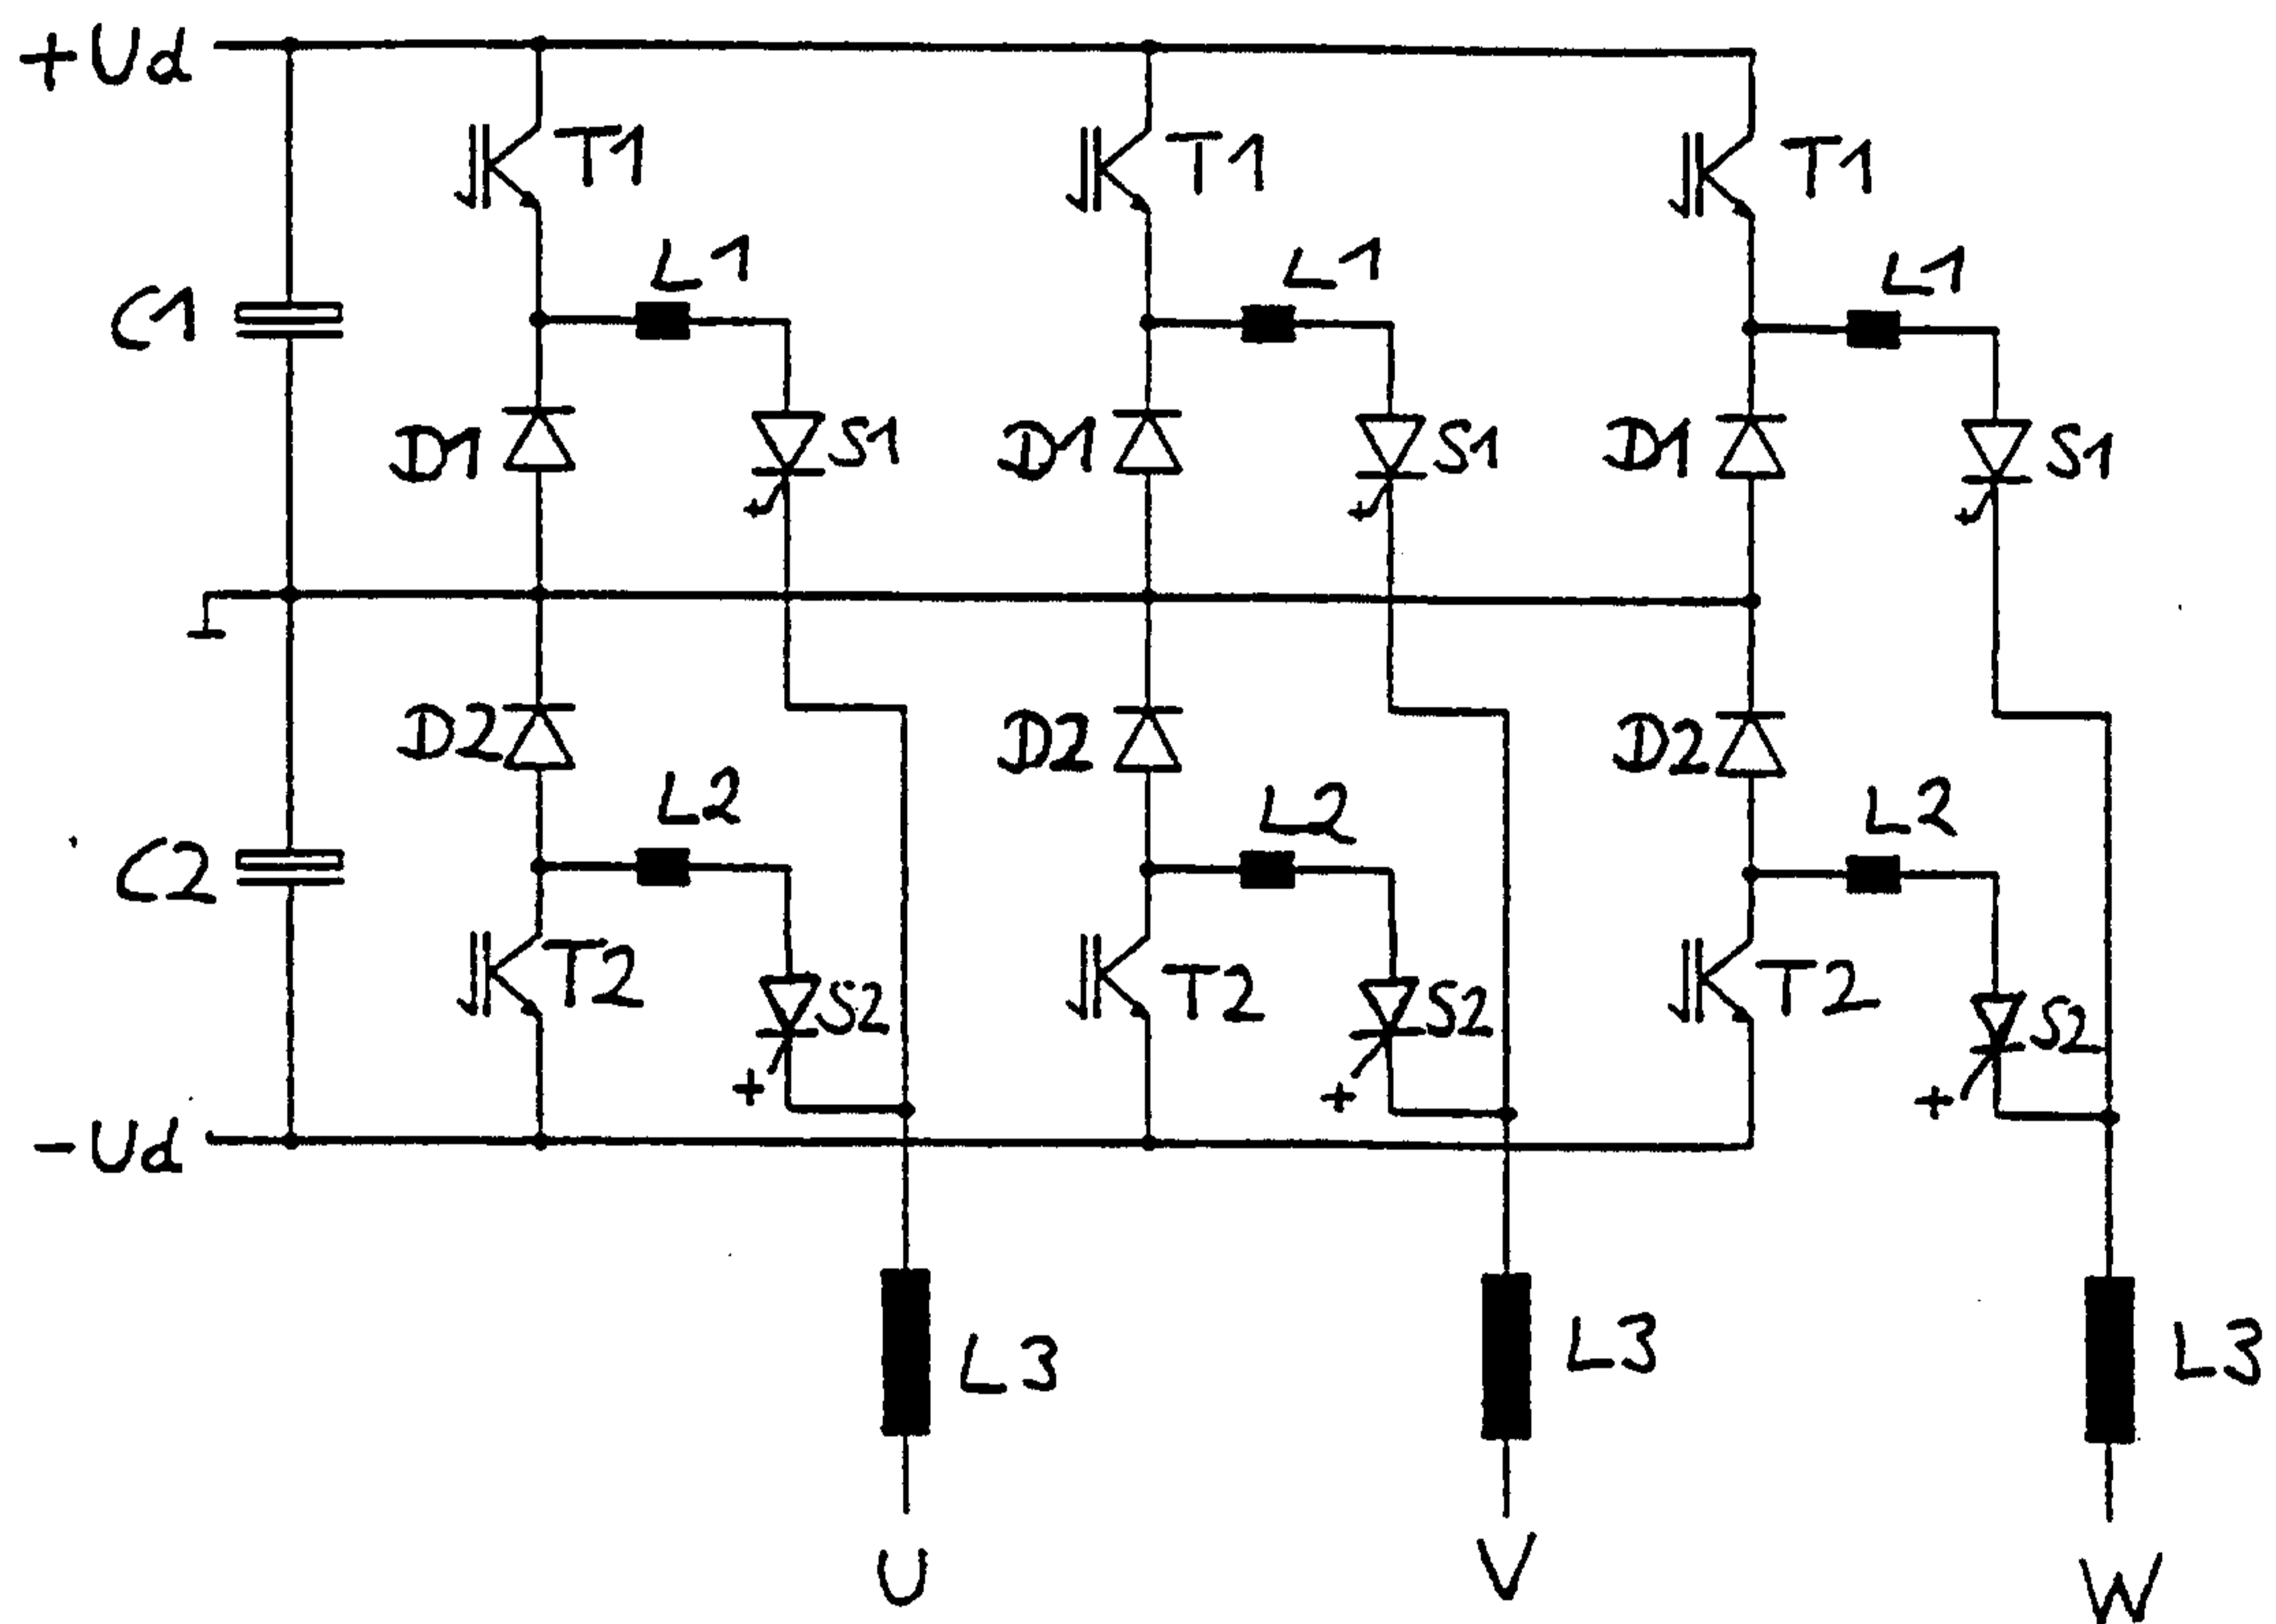 +Ud
T1 T1 T1
L1 L1 L1
C1
D1 S1 D1 S1 D1 S1
D2 D2 D2
L2 L2 L2
C2
T2 S2 T2 S2 T2 S2
+ + +
-Ud
L3 L3 L3
U V W